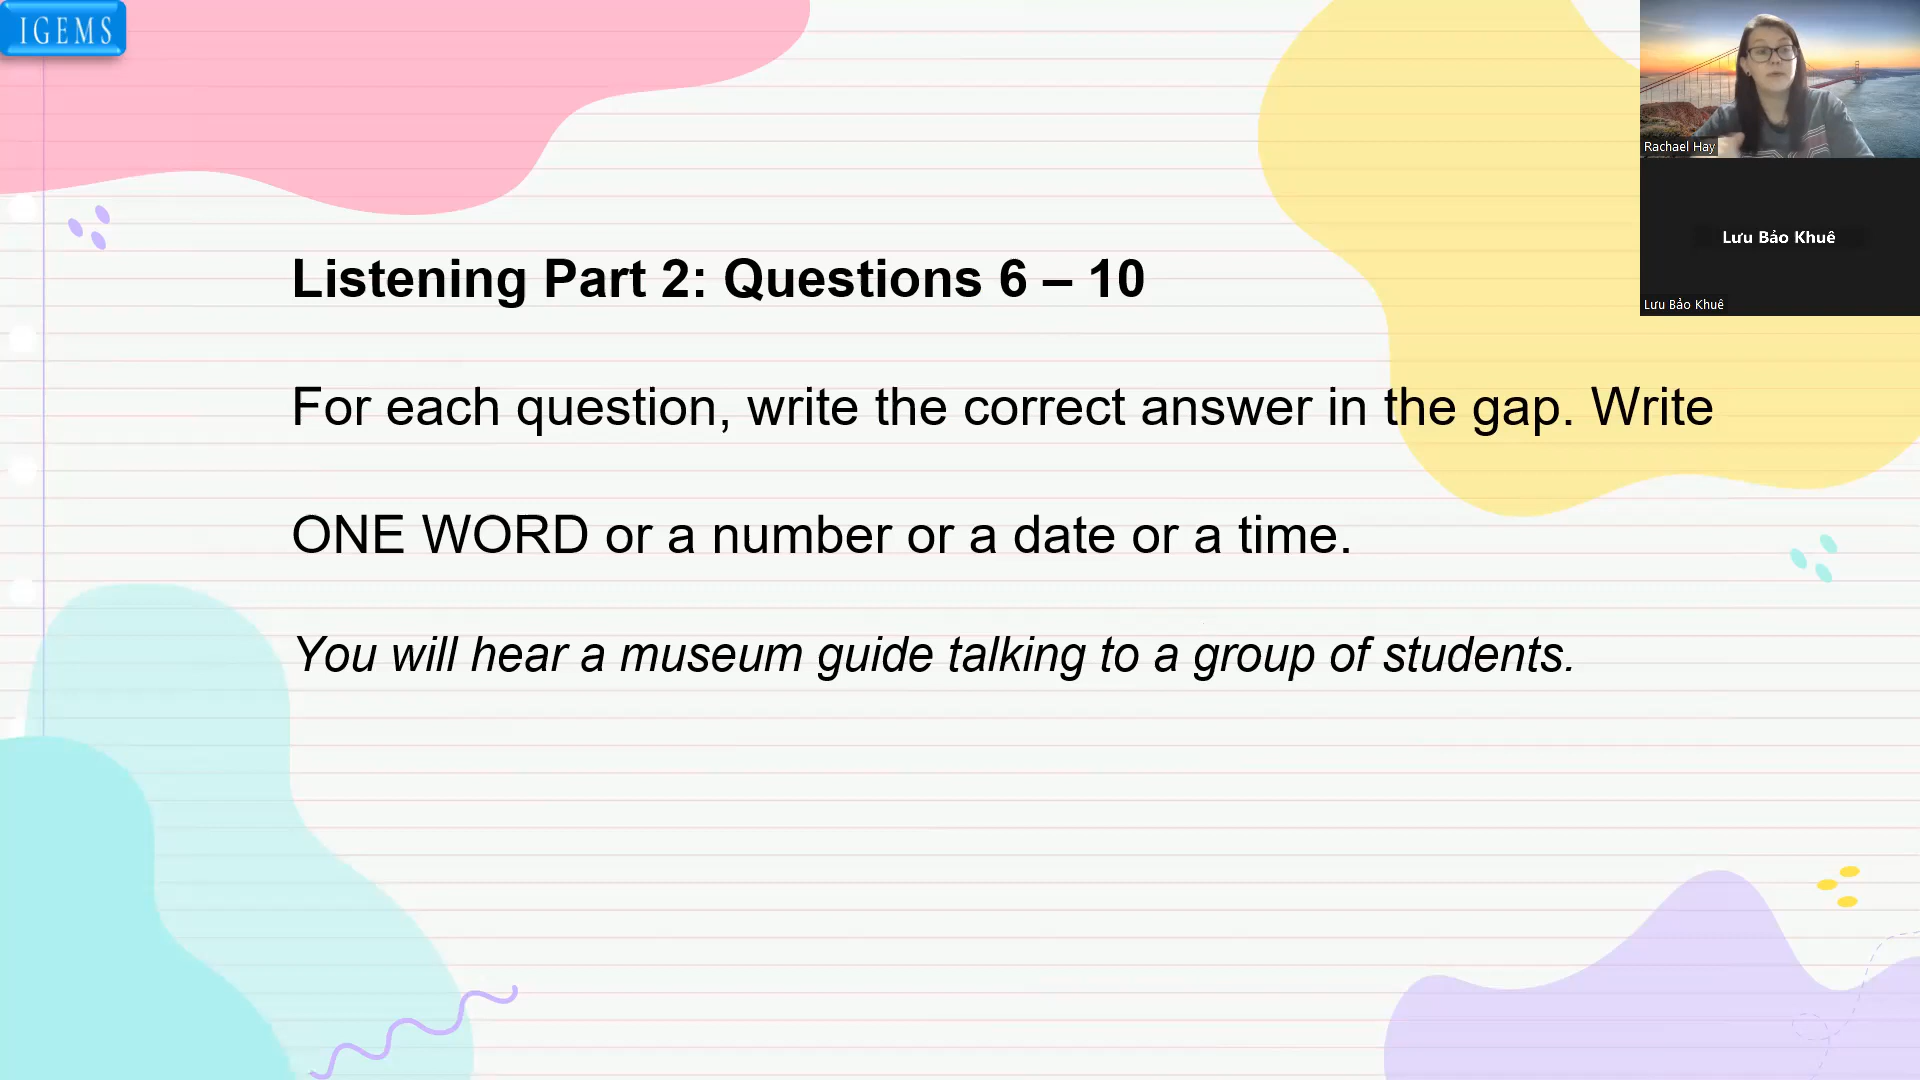 IGEMS
Rachael Hay
Lưu Bảo Khuê
Lưu Bảo Khuê
Listening Part 2: Questions 6 – 10
For each question, write the correct answer in the gap. Write
ONE WORD or a number or a date or a time.
You will hear a museum guide talking to a group of students.